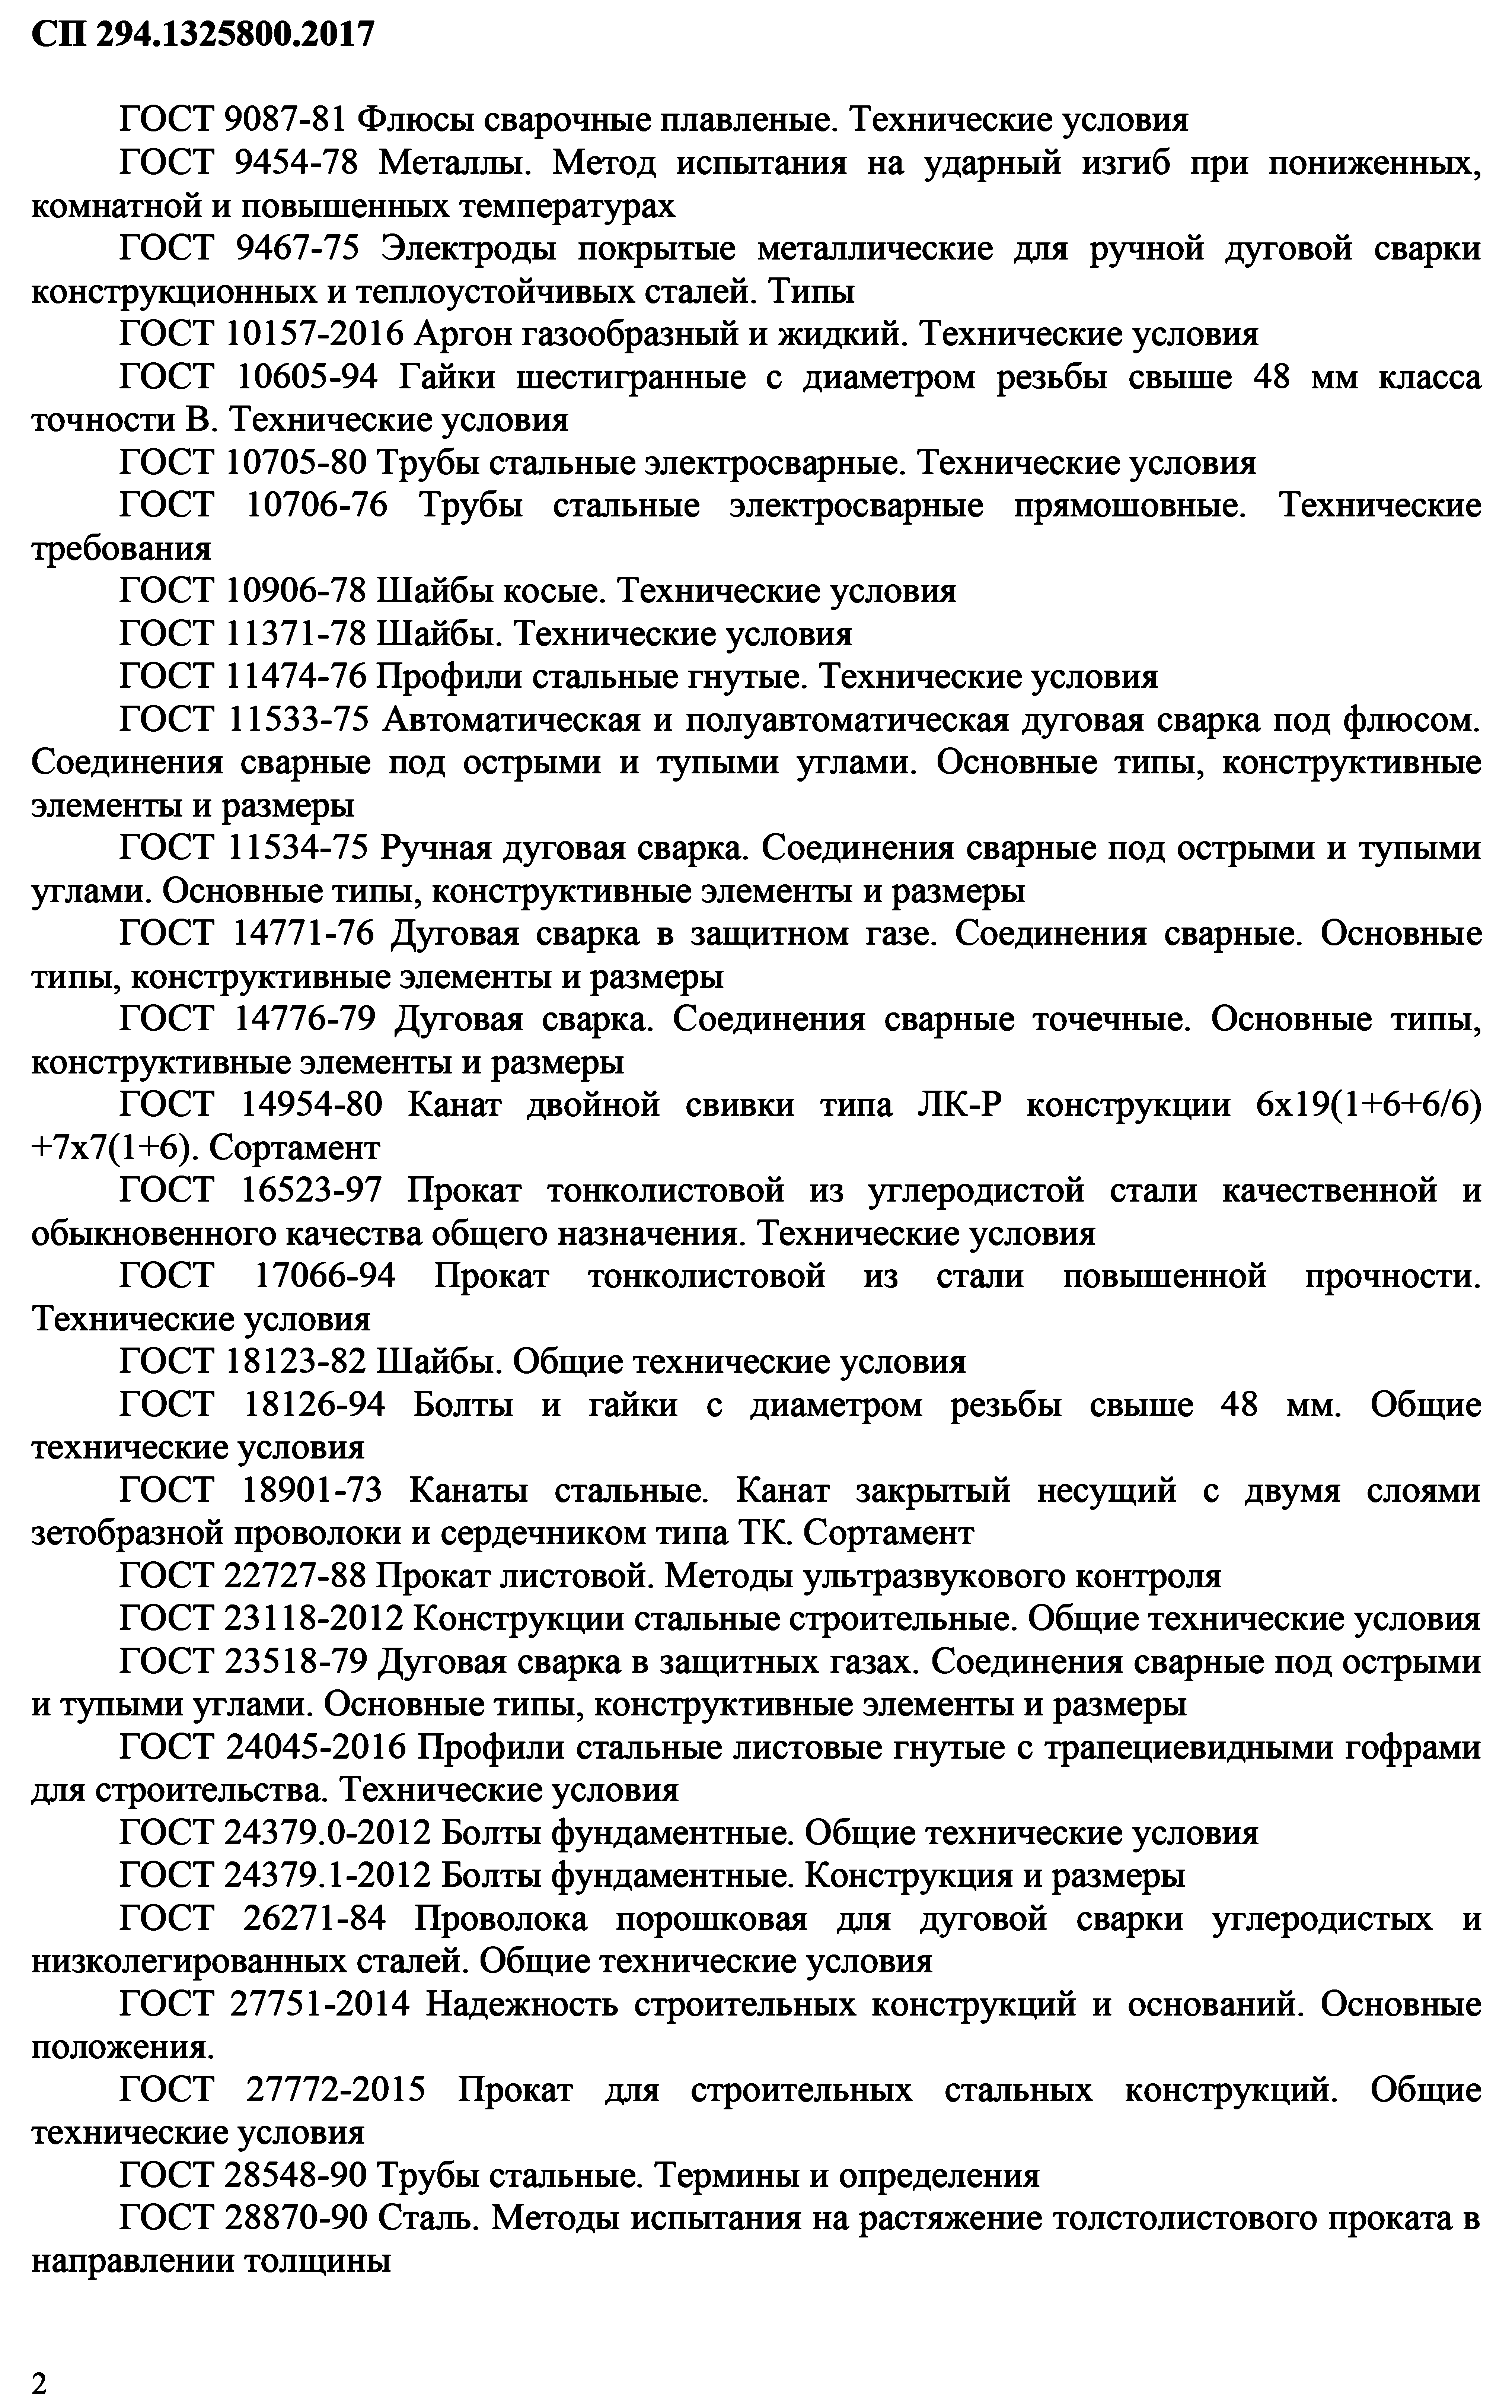 СП 294.1325800.2017
ГОСТ 9087-81 Флюсы сварочные плавленые. Технические условия
ГОСТ 9454-78 Металлы. Метод испытания на ударный изгиб при пониженных,
комнатной и повышенных температурах
ГОСТ 9467-75 Электроды покрытые металлические для ручной дуговой сварки
конструкционных и теплоустойчивых сталей. Типы
ГОСТ 10157-2016 Аргон газообразный и жидкий. Технические условия
ГОСТ 10605-94 Гайки шестигранные с диаметром резьбы свыше 48 мм класса
точности В. Технические условия
ГОСТ 10705-80 Трубы стальные электросварные. Технические условия
ГОСТ 10706-76 Трубы стальные электросварные прямошовные. Технические
требования
ГОСТ 10906-78 Шайбы косые. Технические условия
ГОСТ 11371-78 Шайбы. Технические условия
ГОСТ 11474-76 Профили стальные гнутые. Технические условия
ГОСТ 11533-75 Автоматическая и полуавтоматическая дуговая сварка под флюсом.
Соединения сварные под острыми и тупыми углами. Основные типы, конструктивные
элементы и размеры
ГОСТ 11534-75 Ручная дуговая сварка. Соединения сварные под острыми и тупыми
углами. Основные типы, конструктивные элементы и размеры
ГОСТ 14771-76 Дуговая сварка в защитном газе. Соединения сварные. Основные
типы, конструктивные элементы и размеры
ГОСТ 14776-79 Дуговая сварка. Соединения сварные точечные. Основные типы,
конструктивные элементы и размеры
ГОСТ 14954-80 Канат двойной свивки типа ЛК-Р конструкции 6х19(1+6+6/6)
+7х7(1+6). Сортамент
ГОСТ 16523-97 Прокат тонколистовой из углеродистой стали качественной и
обыкновенного качества общего назначения. Технические условия
ГОСТ 17066-94 Прокат тонколистовой из стали повышенной прочности.
Технические условия
ГОСТ 18123-82 Шайбы. Общие технические условия
ГОСТ 18126-94 Болты и гайки с диаметром резьбы свыше 48 мм. Общие
технические условия
ГОСТ 18901-73 Канаты стальные. Канат закрытый несущий с двумя слоями
зетобразной проволоки и сердечником типа ТК. Сортамент
ГОСТ 22727-88 Прокат листовой. Методы ультразвукового контроля
ГОСТ 23118-2012 Конструкции стальные строительные. Общие технические условия
ГОСТ 23518-79 Дуговая сварка в защитных газах. Соединения сварные под острыми
и тупыми углами. Основные типы, конструктивные элементы и размеры
ГОСТ 24045-2016 Профили стальные листовые гнутые с трапециевидными гофрами
для строительства. Технические условия
ГОСТ 24379.0-2012 Болты фундаментные. Общие технические условия
ГОСТ 24379.1-2012 Болты фундаментные. Конструкция и размеры
ГОСТ 26271-84 Проволока порошковая для дуговой сварки углеродистых и
низколегированных сталей. Общие технические условия
ГОСТ 27751-2014 Надежность строительных конструкций и оснований. Основные
положения.
ГОСТ 27772-2015 Прокат для строительных стальных конструкций. Общие
технические условия
ГОСТ 28548-90 Трубы стальные. Термины и определения
ГОСТ 28870-90 Сталь. Методы испытания на растяжение толстолистового проката в
направлении толщины
2